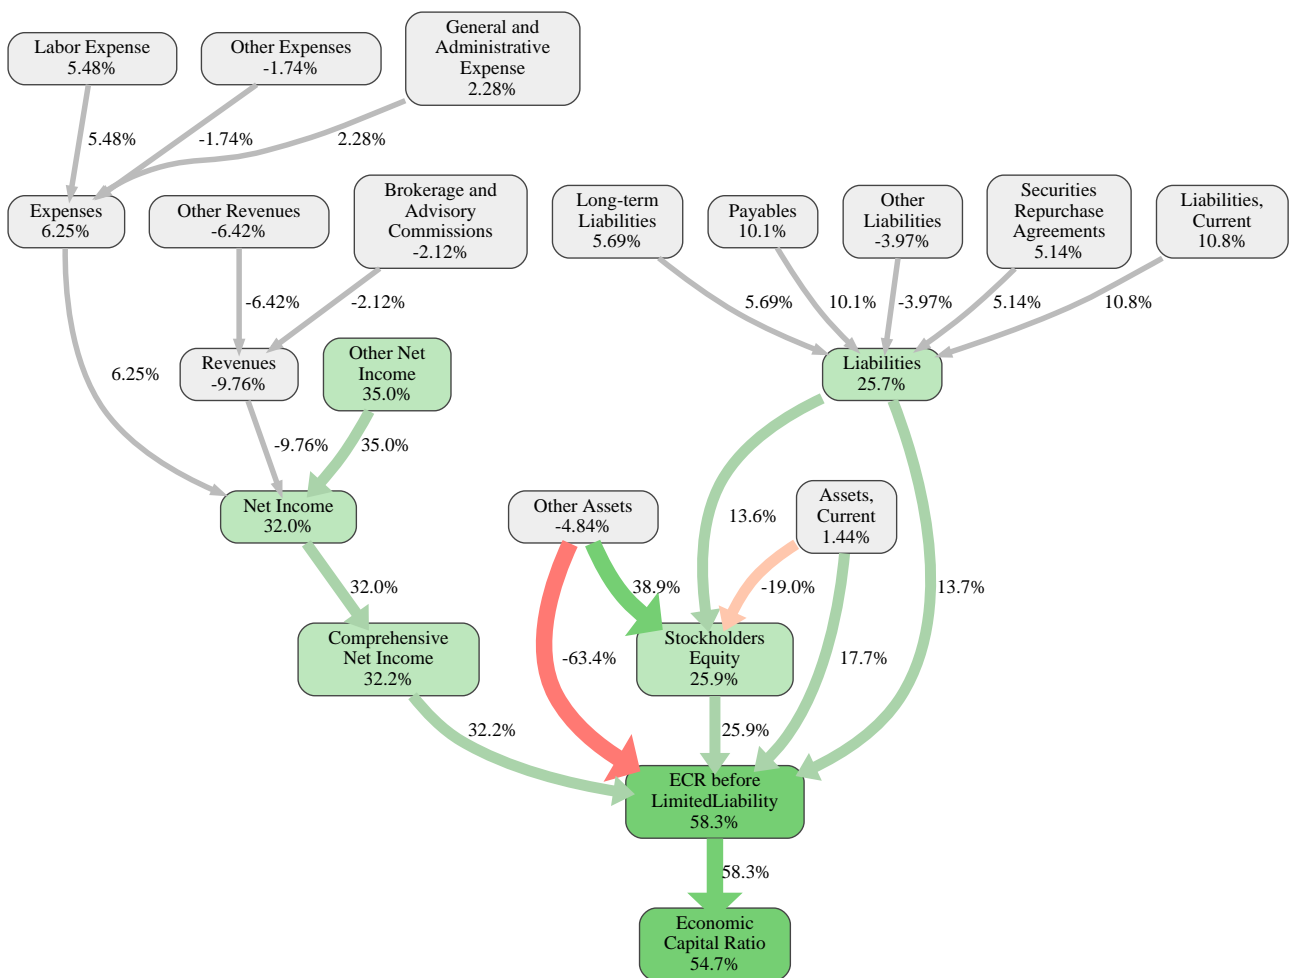 Labor Expense
5.48%
Other Expenses
-1.74%
General and
Administrative
Expense
2.28%
5.48%
-1.74%
2.28%
Expenses
6.25%
Other Revenues
-6.42%
Brokerage and
Advisory
Commissions
-2.12%
Long-term
Liabilities
5.69%
Payables
10.1%
Other
Liabilities
-3.97%
Securities
Repurchase
Agreements
5.14%
Liabilities,
Current
10.8%
-6.42%
-2.12%
5.69%
10.1%
-3.97%
5.14%
10.8%
6.25%
Revenues
-9.76%
Other Net
Income
35.0%
Liabilities
25.7%
-9.76%
35.0%
Net Income
32.0%
Other Assets
-4.84%
13.6%
Assets,
Current
1.44%
32.0%
38.9%
-19.0%
13.7%
Comprehensive
Net Income
32.2%
-63.4%
Stockholders
Equity
25.9%
17.7%
32.2%
25.9%
ECR before
LimitedLiability
58.3%
58.3%
Economic
Capital Ratio
54.7%